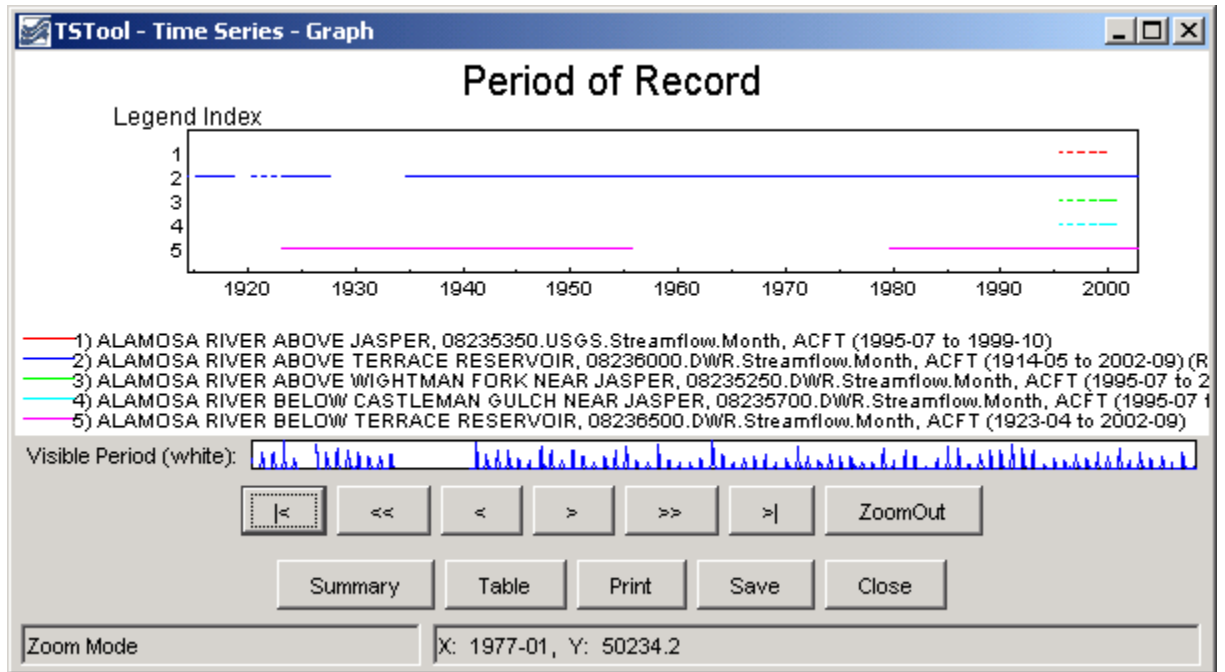 TSTool - Time Series - Graph
Period of Record
Legend Index
1
2
3
4
5
1920 1930 1940 1950 1960 1970 1980 1990 2000
1) ALAMOSA RIVER ABOVE JASPER, 08235350.USGS.Streamflow.Month, ACFT (1995-07 to 1999-10)
2) ALAMOSA RIVER ABOVE TERRACE RESERVOIR, 08236000.DWR.Streamflow.Month, ACFT (1914-05 to 2002-09) (R
3) ALAMOSA RIVER ABOVE WIGHTMAN FORK NEAR JASPER, 08235250.DWR.Streamflow.Month, ACFT (1995-07 to 2
4) ALAMOSA RIVER BELOW CASTLEMAN GULCH NEAR JASPER, 08235700.DWR.Streamflow.Month, ACFT (1995-07 t
5) ALAMOSA RIVER BELOW TERRACE RESERVOIR, 08236500.DWR.Streamflow.Month, ACFT (1923-04 to 2002-09)
Visible Period (white):
|< << < > >> >| ZoomOut
Summary Table Print Save Close
Zoom Mode X: 1977-01, Y: 50234.2